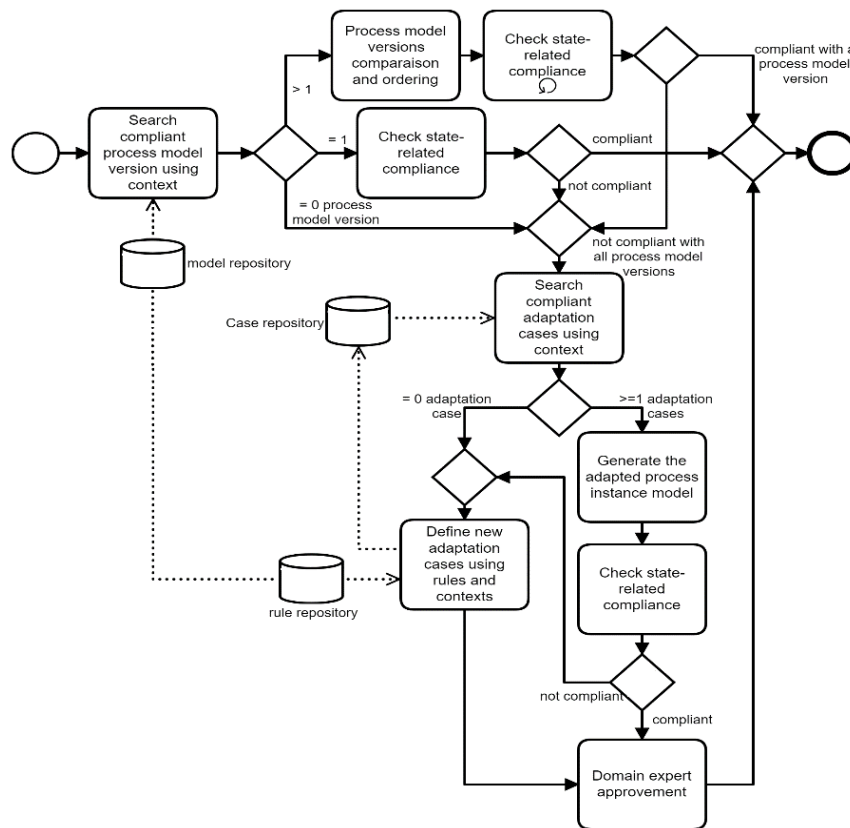 Process model
versions
comparaison
and ordering
Check state-
related
compliance
compliant with a
process model
version
> 1
Search
compliant
process model
version using
context
= 1
Check state-
related
compliance
compliant
not compliant
= 0 process
model version
not compliant with
all process model
versions
model repository
Search
compliant
adaptation
cases using
context
Case repository
= 0 adaptation
case
>=1 adaptation
cases
Generate the
adapted process
instance model
Define new
adaptation
cases using
rules and
contexts
Check state-
related
compliance
rule repository
not compliant
compliant
Domain expert
approvement